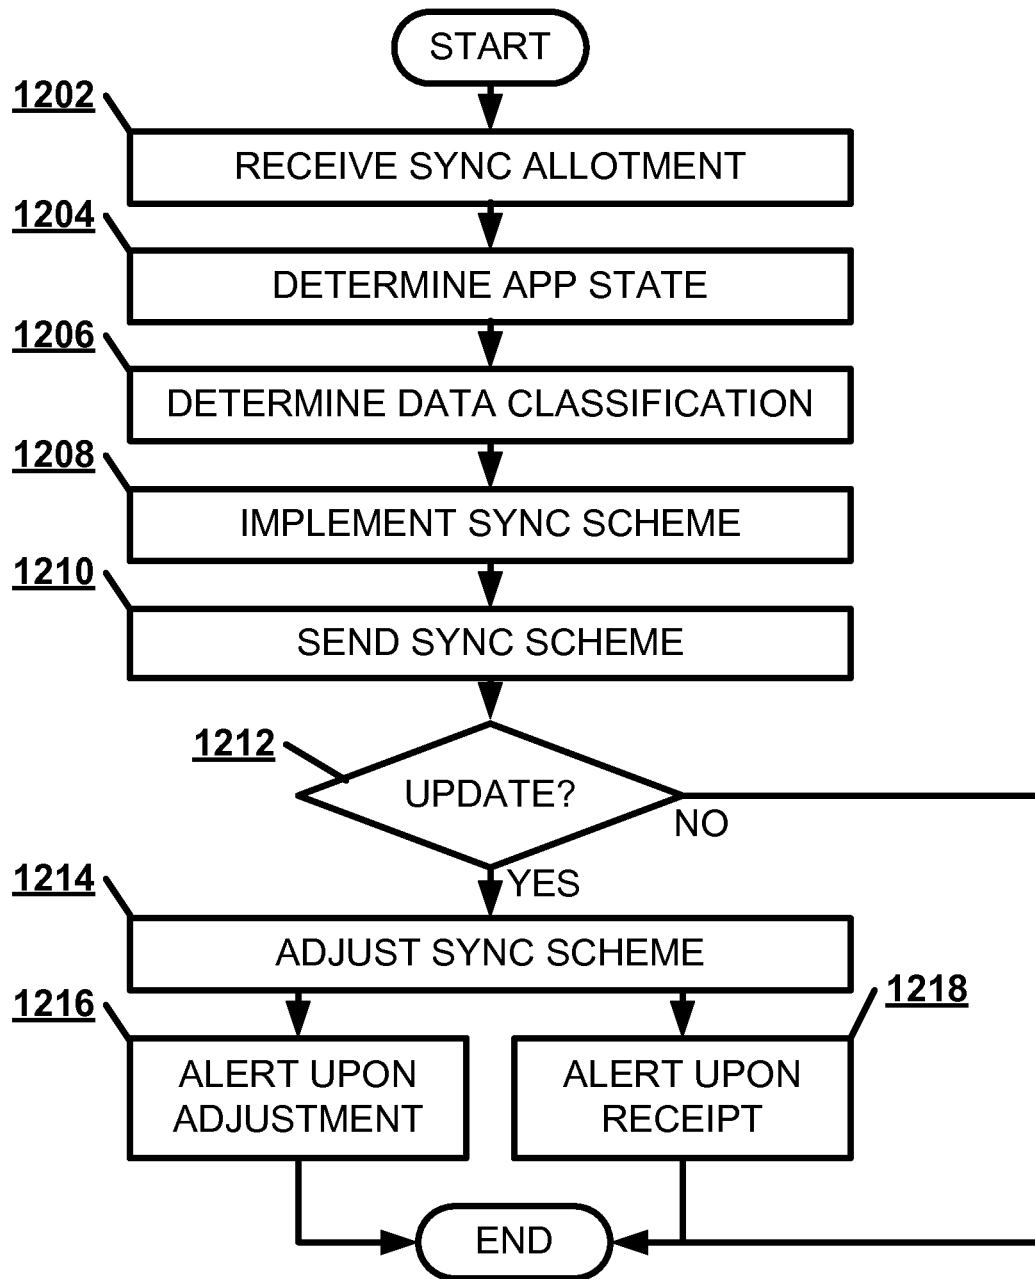 START
1202
RECEIVE SYNC ALLOTMENT
1204
DETERMINE APP STATE
1206
DETERMINE DATA CLASSIFICATION
1208
IMPLEMENT SYNC SCHEME
1210
SEND SYNC SCHEME
1212
UPDATE?
NO
YES
1214
ADJUST SYNC SCHEME
1216
ALERT UPON
ADJUSTMENT
1218
ALERT UPON
RECEIPT
END